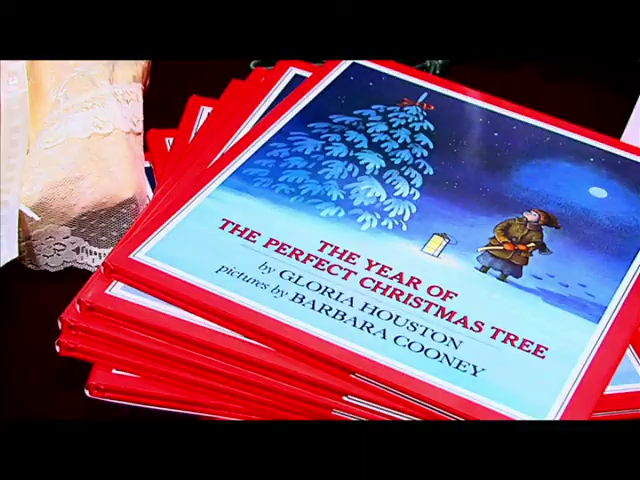 THE YEAR OF
THE PERFECT CHRISTMAS TREE
by GLORIA HOUSTON
pictures by BARBARA COONEY